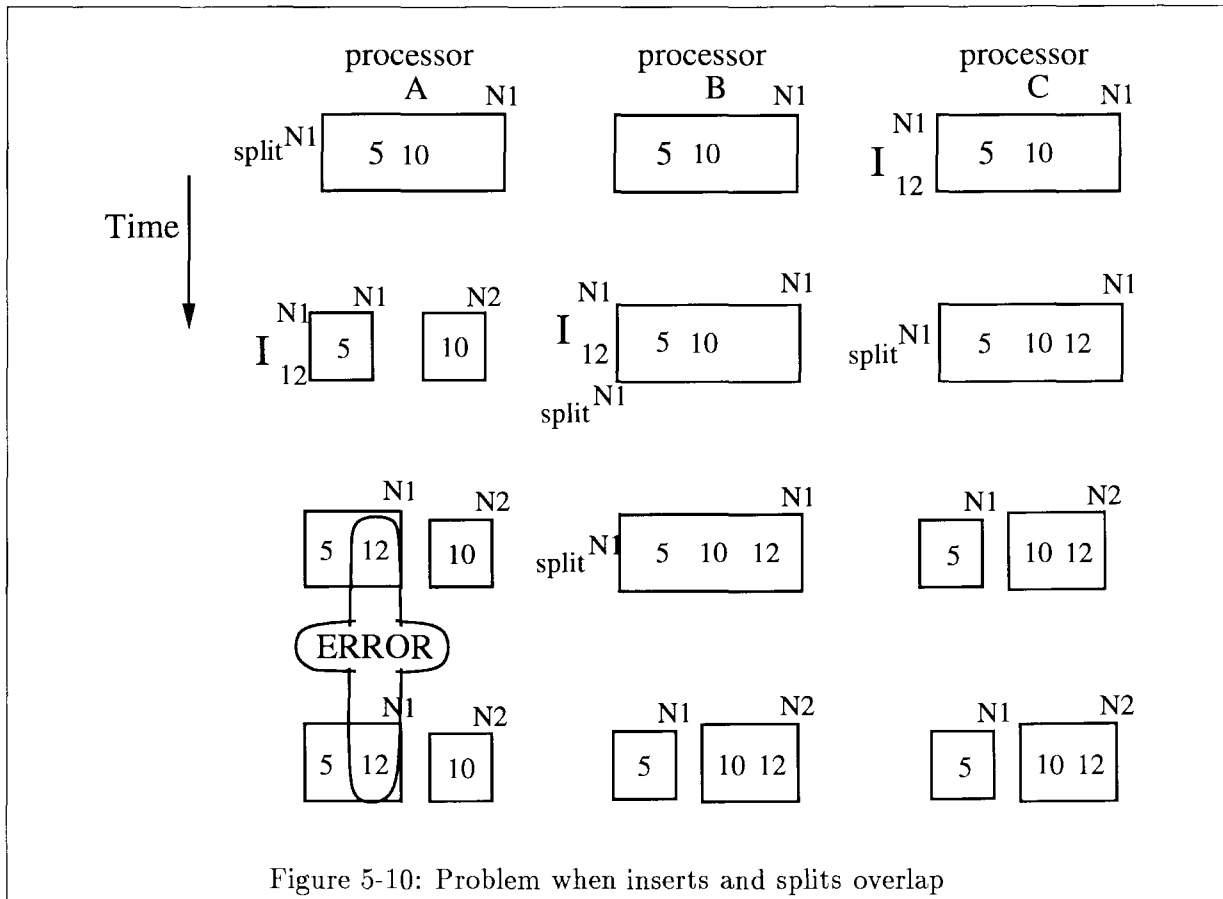 processor processor processor
A B C
N1 N1 N1
split N1 5 10 5 10 I N1 12 5 10
Time
N1 N2 N1 N1
I N1 12 5 10 I N1 12 5 10 split N1 5 10 12
split N1
N1 N2 N1 N1 N2
5 12 10 split N1 5 10 12 5 10 12
ERROR
N1 N2 N1 N2 N1 N2
5 12 10 5 10 12 5 10 12
Figure 5-10: Problem when inserts and splits overlap